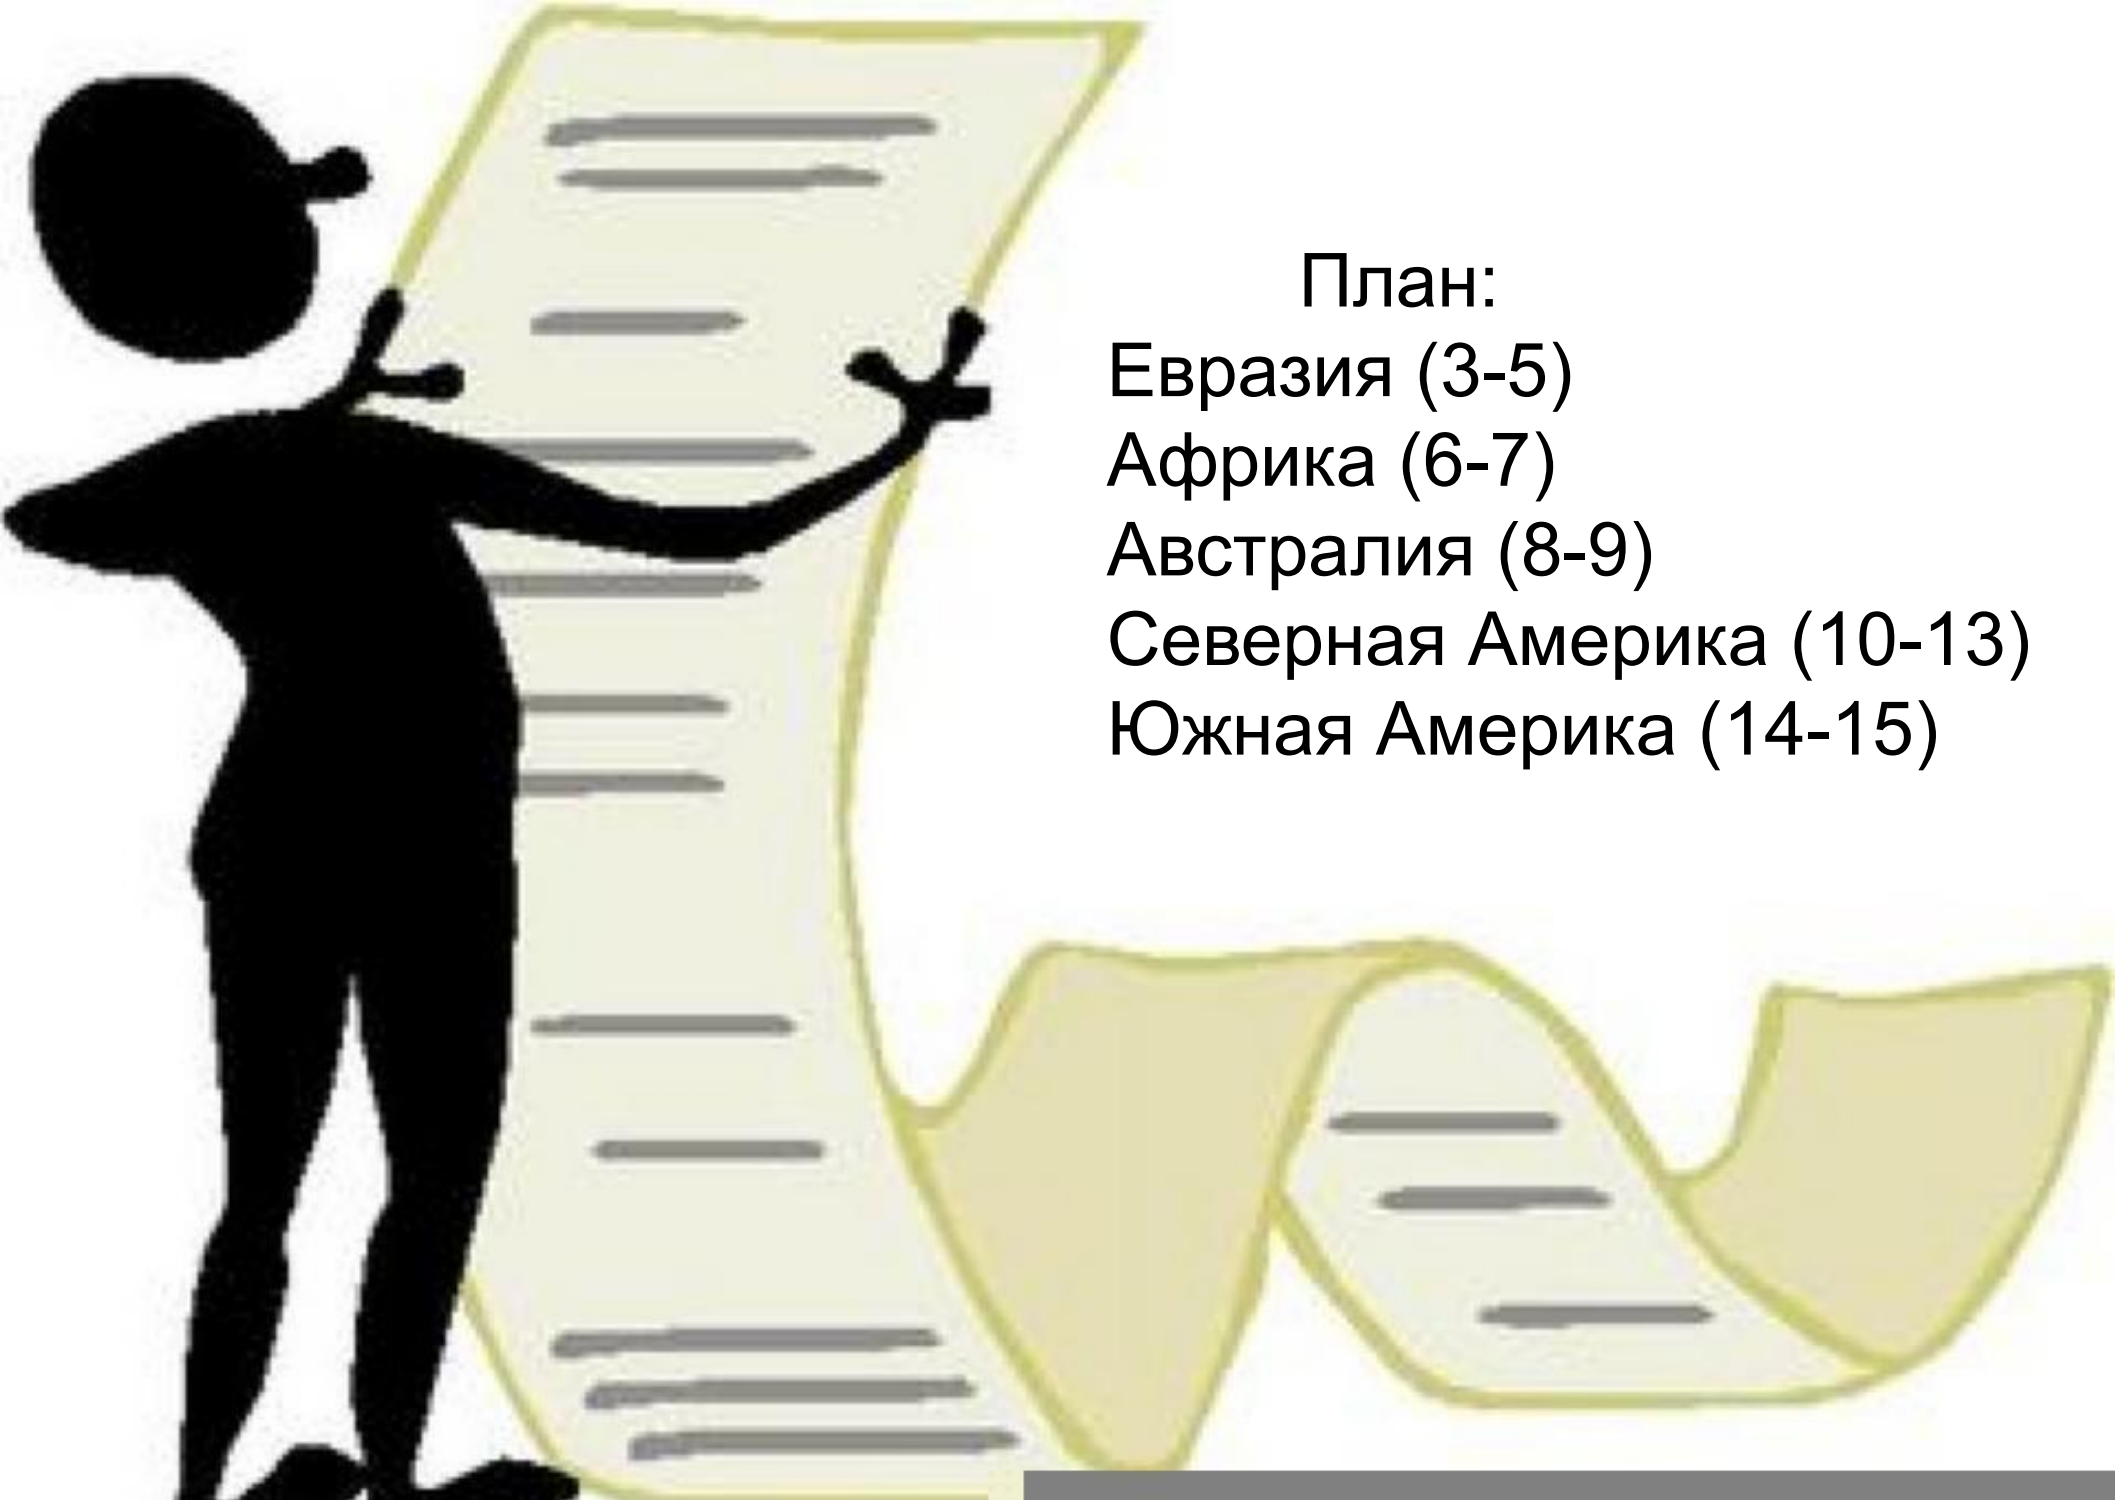 План:
Евразия (3-5)
Африка (6-7)
Австралия (8-9)
Северная Америка (10-13)
Южная Америка (14-15)